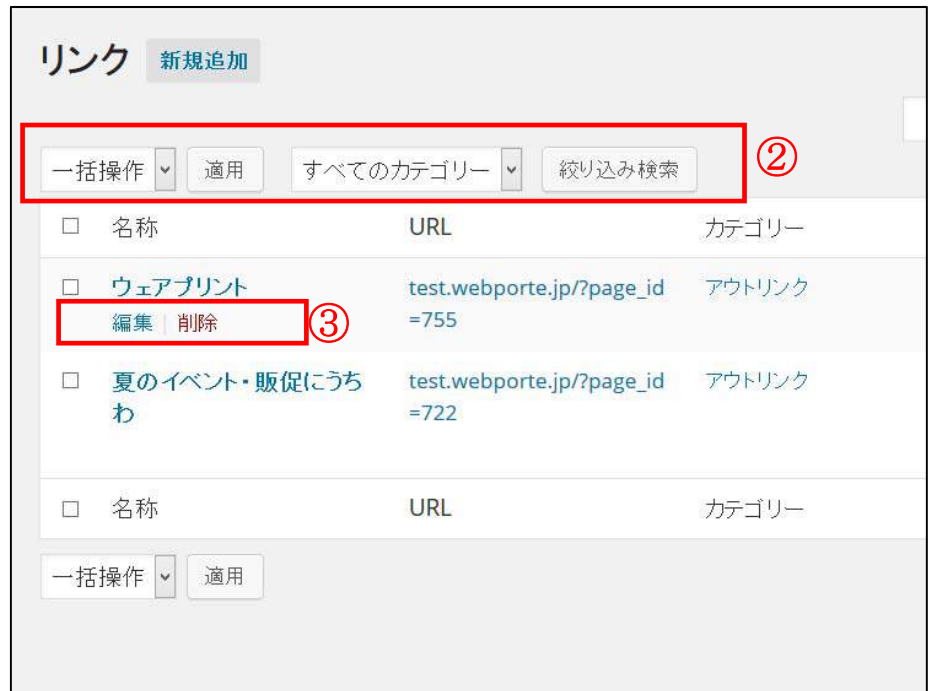 リンク 新規追加
一括操作 適用 すべてのカテゴリー 絞り込み検索 ②
名称 URL カテゴリー
ウェアプリント test.webporte.jp/?page_id アウトリンク
編集 | 削除 ③ =755
夏のイベント・販促にうち test.webporte.jp/?page_id アウトリンク
わ =722
名称 URL カテゴリー
一括操作 適用